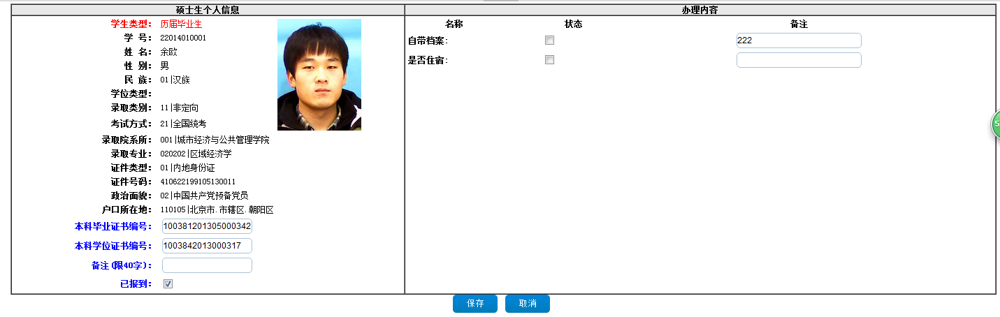 硕士生个人信息
学生类型： 历届毕业生
学 号： 22014010001
姓 名： 余欧
性 别： 男
民 族： 01|汉族
学位类型：
录取类别： 11|非定向
考试方式： 21|全国统考
录取院系所： 001|城市经济与公共管理学院
录取专业： 020202|区域经济学
证件类型： 01|内地身份证
证件号码： 410622199105130011
政治面貌： 02|中国共产党预备党员
户口所在地： 110105|北京市.市辖区.朝阳区
本科毕业证书编号： 100381201305000342
本科学位证书编号： 1003842013000317
备注(限40字)：
已报到：
办理内容
名称 状态 备注
自带档案: 222
是否住宿:
5
保存 取消